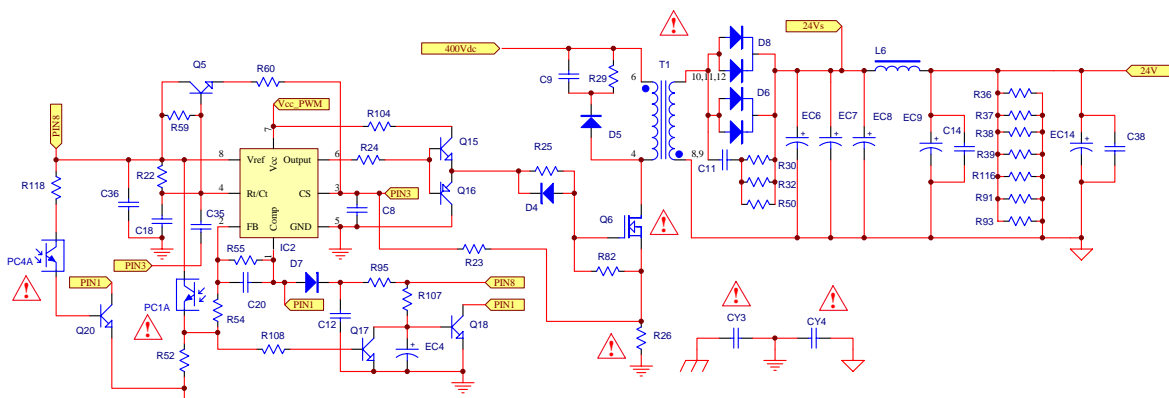 24Vs
400Vdc
D8
L6
T1
Q5
R60
C9
R29
6
10,11,12
24V
Vcc_PWM
D6
R36
PIN8
R104
R59
D5
EC6
EC7
EC8
EC9
C14
R37
EC14
C38
R38
7
Q15
R25
4
8,9
R39
8
Vref
Vcc
Output
6
R24
C11
R30
R118
C36
R22
R116
4
Rt/Ct
CS
3
PIN3
Q16
R32
R91
C18
C35
Comp
C8
D4
Q6
R50
R93
2
FB
GND
5
R55
1
IC2
R23
PC4A
PIN3
D7
R95
R82
PIN8
C20
PIN1
R107
PIN1
PIN1
PC1A
R54
C12
Q18
CY3
CY4
Q20
R108
Q17
EC4
R26
R52